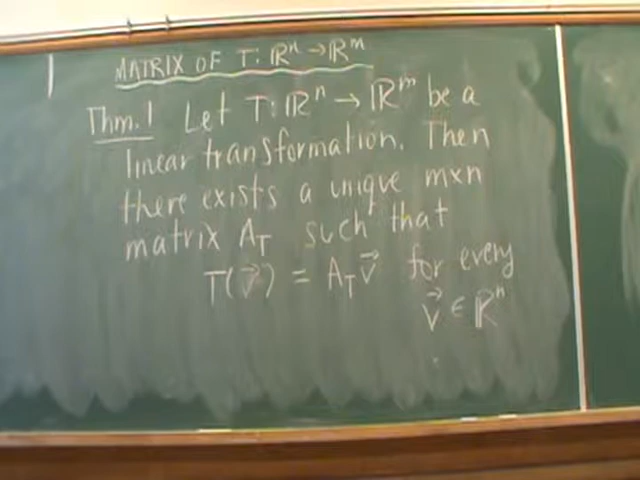 MATRIX OF T: ℝⁿ → ℝᵐ
Thm. 1 Let T: ℝⁿ → ℝᵐ be a
linear transformation. Then
there exists a unique mxn
matrix A_T such that
T(v⃗) = A_T v⃗ for every
v⃗ ∈ ℝⁿ